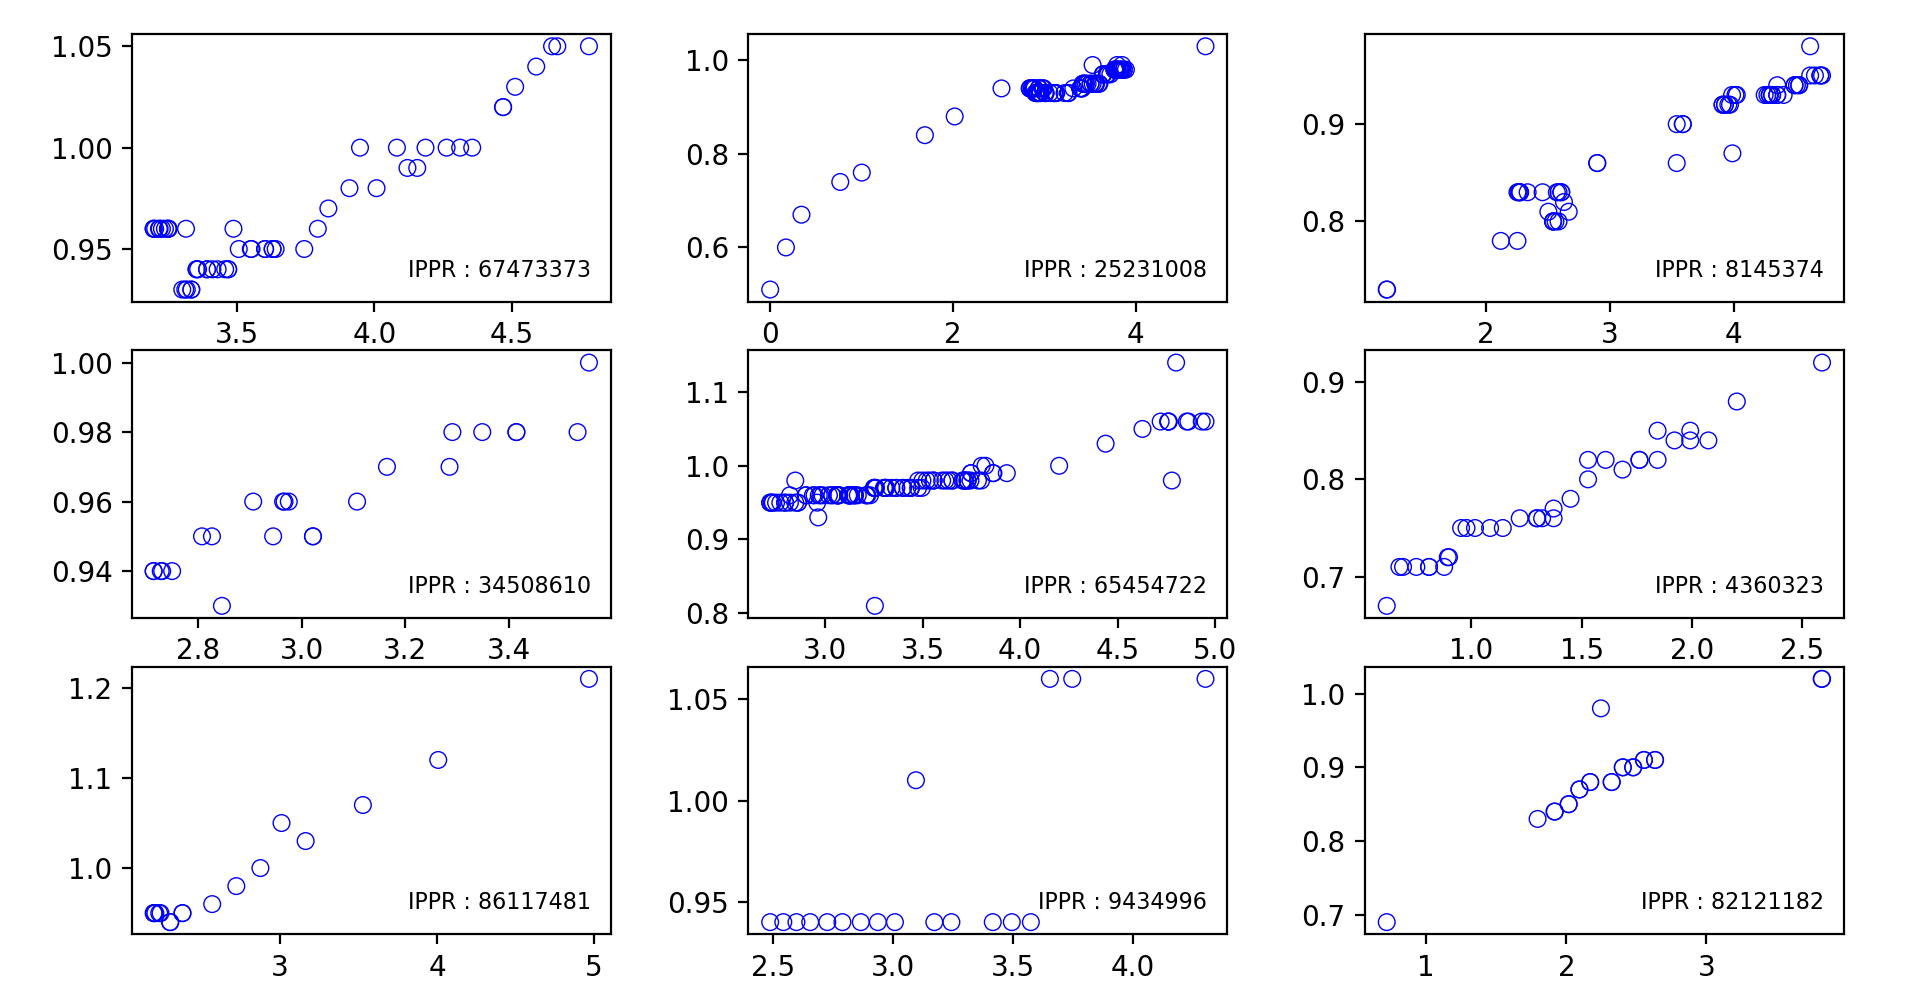 1.05
1.00
0.95
IPPR : 67473373
3.5 4.0 4.5
1.0
0.8
0.6
IPPR : 25231008
0 2 4
0.9
0.8
IPPR : 8145374
2 3 4
1.00
0.98
0.96
0.94
IPPR : 34508610
2.8 3.0 3.2 3.4
1.1
1.0
0.9
0.8
IPPR : 65454722
3.0 3.5 4.0 4.5 5.0
0.9
0.8
0.7
IPPR : 4360323
1.0 1.5 2.0 2.5
1.2
1.1
1.0
IPPR : 86117481
3 4 5
1.05
1.00
0.95
IPPR : 9434996
2.5 3.0 3.5 4.0
1.0
0.9
0.8
0.7
IPPR : 82121182
1 2 3